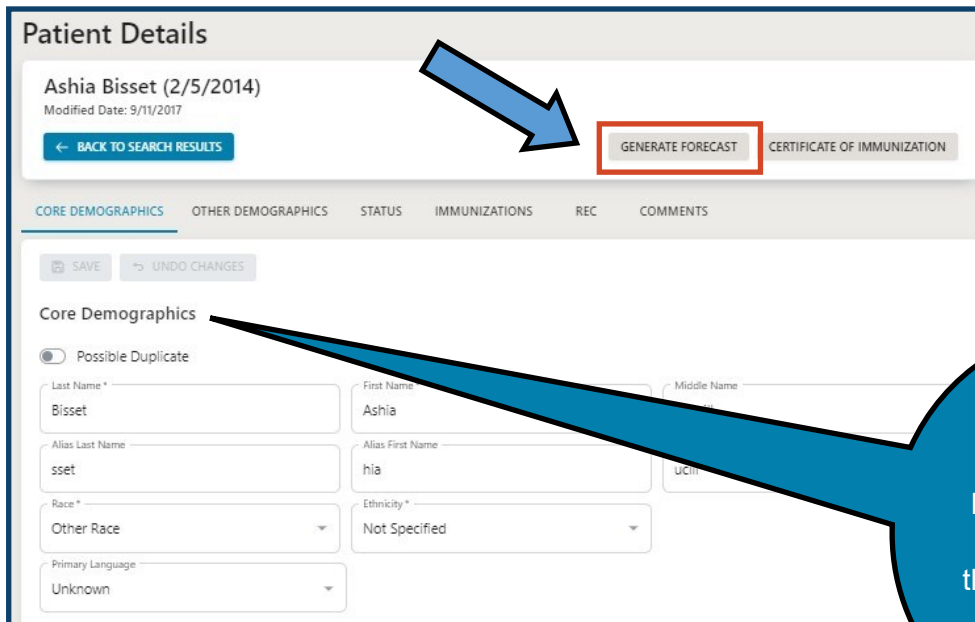 Patient Details
Ashia Bisset (2/5/2014)
Modified Date: 9/11/2017
← BACK TO SEARCH RESULTS
GENERATE FORECAST
CERTIFICATE OF IMMUNIZATION
CORE DEMOGRAPHICS OTHER DEMOGRAPHICS STATUS IMMUNIZATIONS REC COMMENTS
SAVE UNDO CHANGES
Core Demographics
Possible Duplicate
Last Name * First Name Middle Name
Bisset Ashia
Alias Last Name Alias First Name
sset hia
Race * Ethnicity *
Other Race Not Specified
Primary Language
Unknown